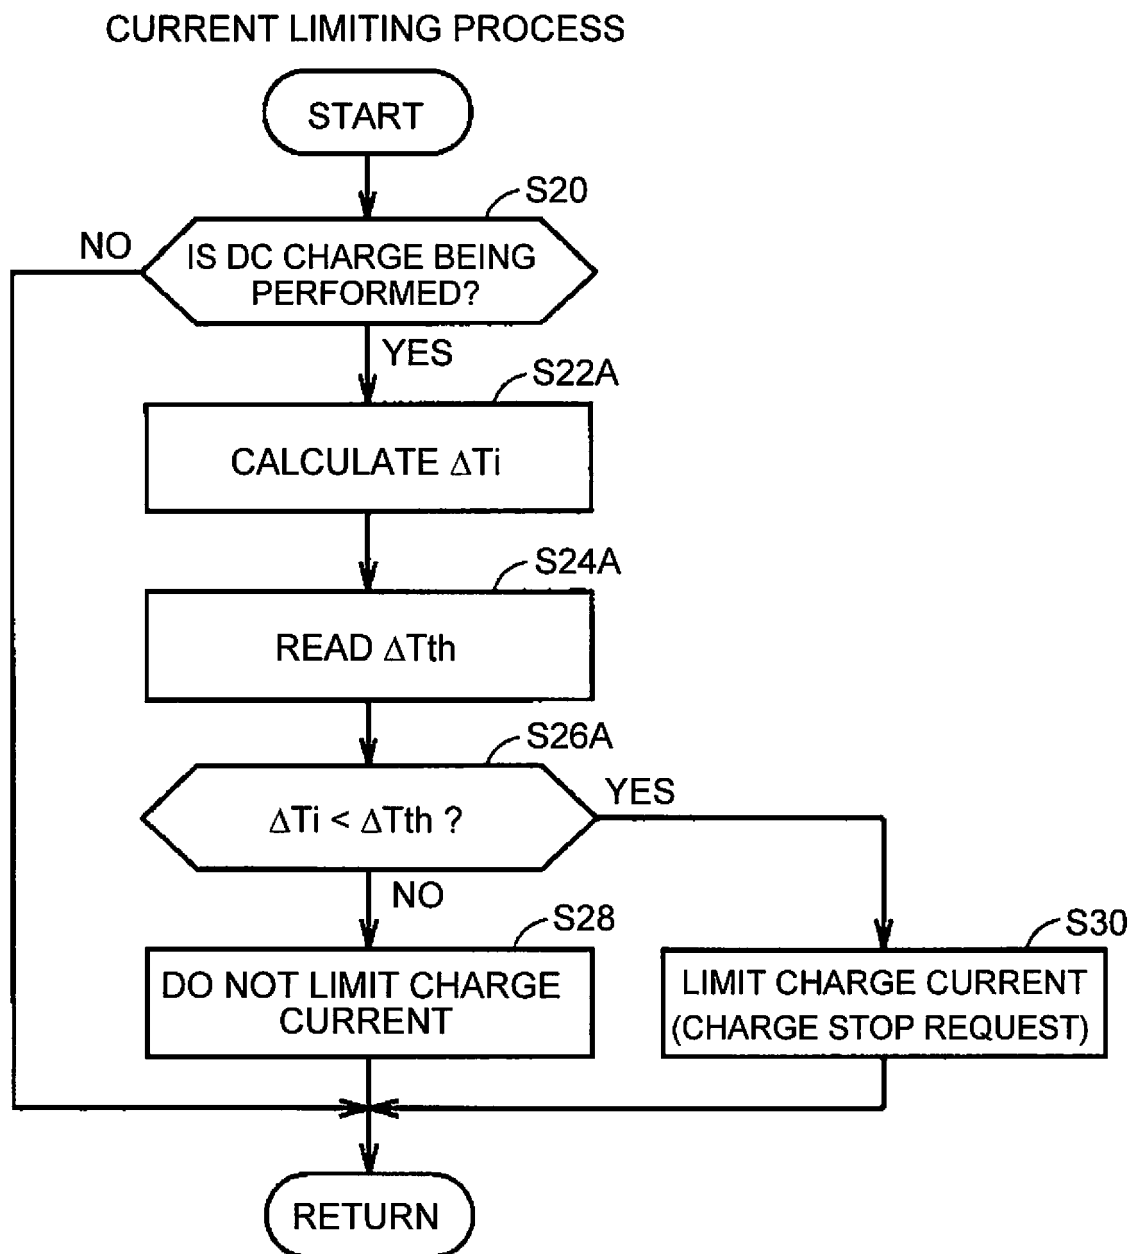 CURRENT LIMITING PROCESS
START
S20
NO
IS DC CHARGE BEING
PERFORMED?
YES
S22A
CALCULATE ΔTi
S24A
READ ΔTth
S26A
ΔTi < ΔTth ?
YES
NO
S28
DO NOT LIMIT CHARGE
CURRENT
S30
LIMIT CHARGE CURRENT
(CHARGE STOP REQUEST)
RETURN